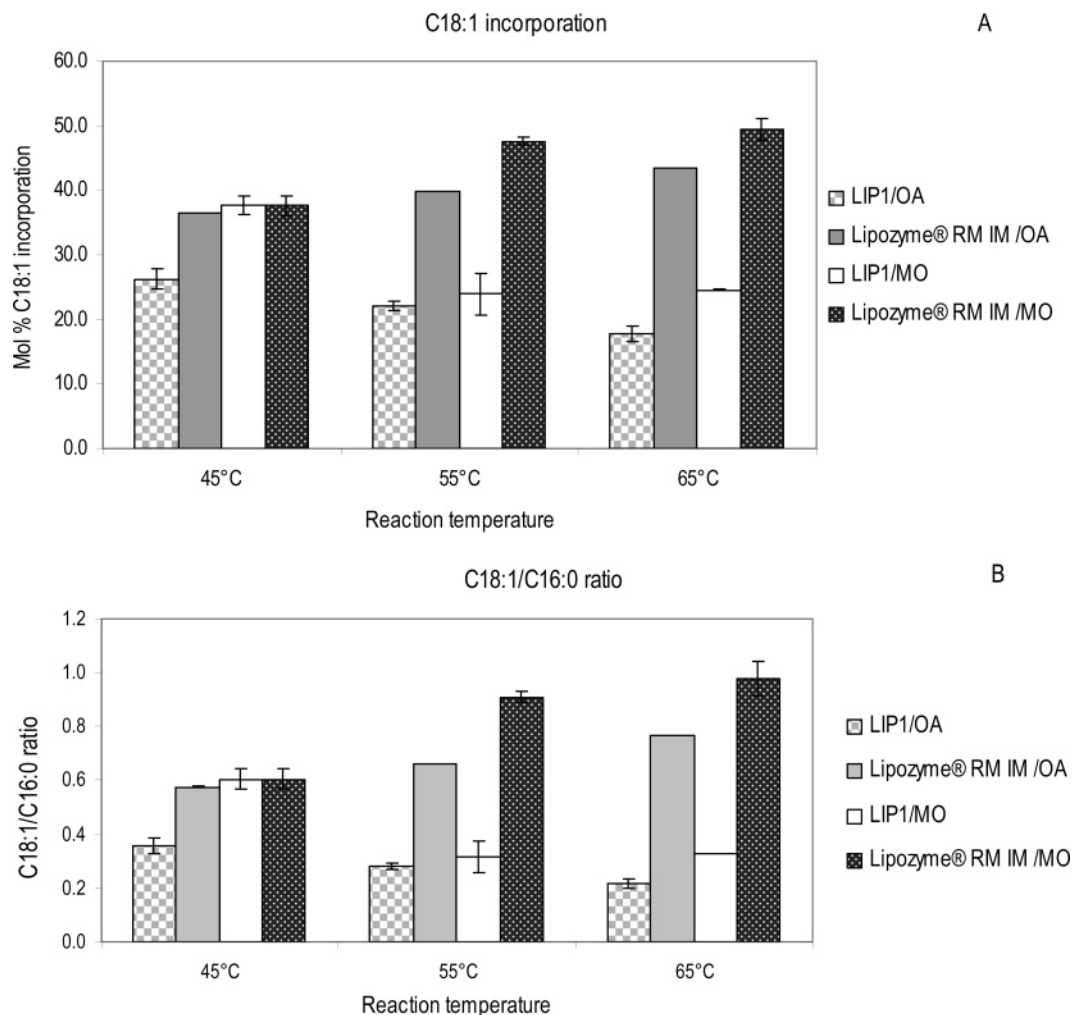 C18:1 incorporation
A
Mol % C18:1 incorporation
60.0
50.0
40.0
30.0
20.0
10.0
0.0
45°C
55°C
65°C
Reaction temperature
LIP1/OA
Lipozyme® RM IM /OA
LIP1/MO
Lipozyme® RM IM /MO
C18:1/C16:0 ratio
B
C18:1/C16:0 ratio
1.2
1.0
0.8
0.6
0.4
0.2
0.0
45°C
55°C
65°C
Reaction temperature
LIP1/OA
Lipozyme® RM IM /OA
LIP1/MO
Lipozyme® RM IM /MO